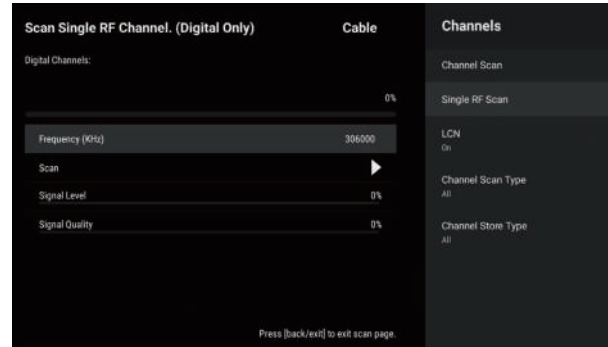 Scan Single RF Channel. (Digital Only) Cable
Digital Channels:
0%
Frequency (KHz) 306000
Scan
Signal Level 0%
Signal Quality 0%
Press [back/exit] to exit scan page.
Channels
Channel Scan
Single RF Scan
LCN
On
Channel Scan Type
All
Channel Store Type
All